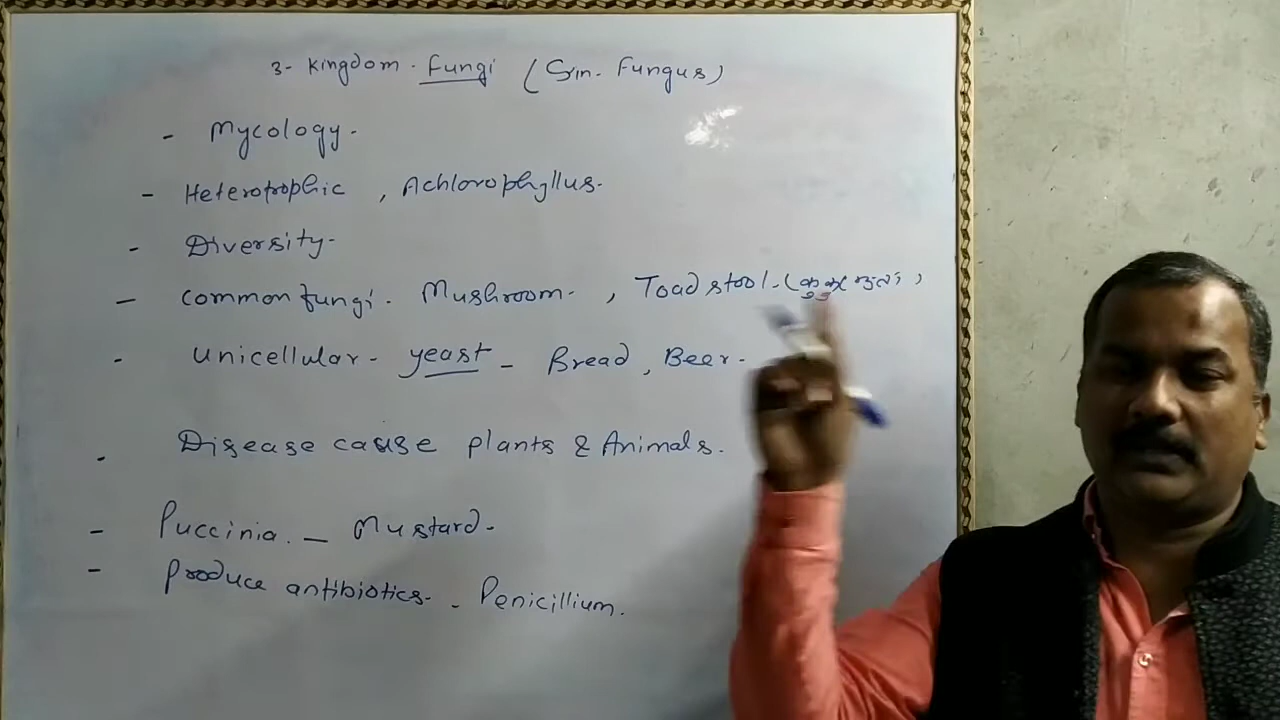 3- Kingdom - Fungi (Sin. Fungus)
- Mycology -
- Heterotrophic , Achlorophyllus.
- Diversity -
- common fungi - Mushroom - , Toad stool - (
- Unicellular - yeast - Bread , Beer -
. Disease cause plants & Animals.
- Puccinia. - Mustard -
- Produce antibiotics - - Penicillium.